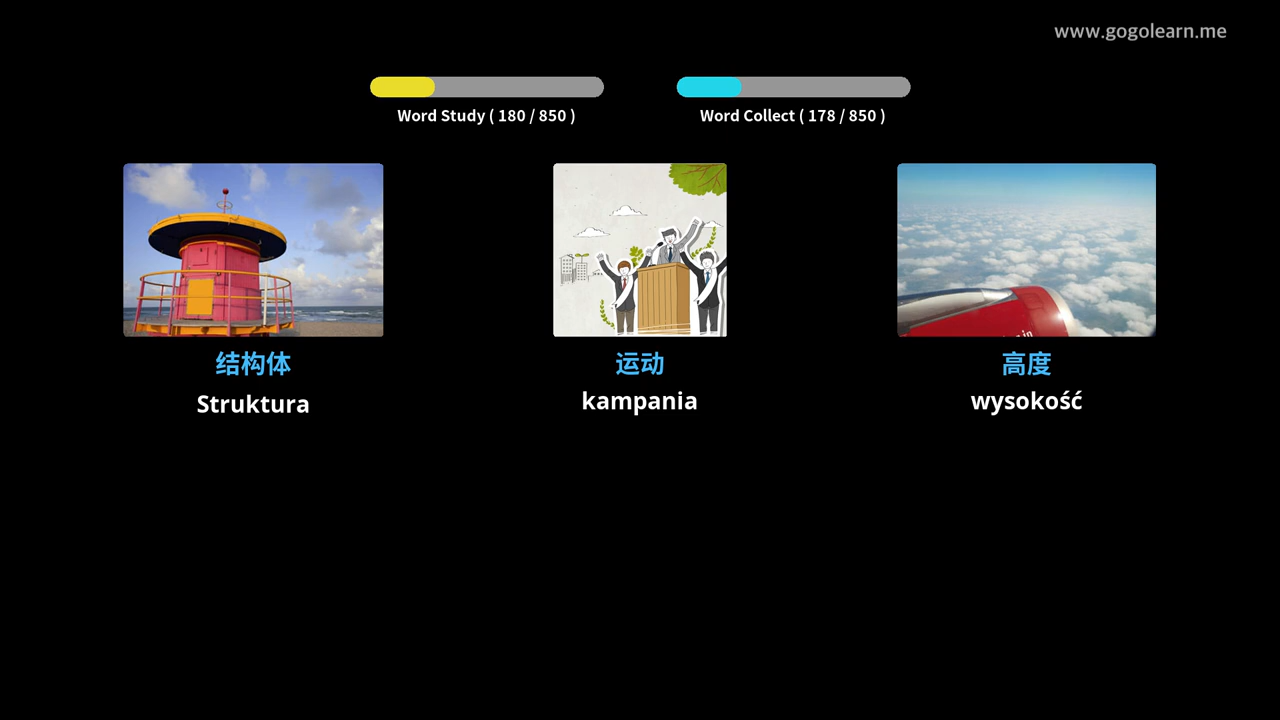 www.gogolearn.me
Word Study ( 180 / 850 )
Word Collect ( 178 / 850 )
结构体
Struktura
运动
kampania
高度
wysokość